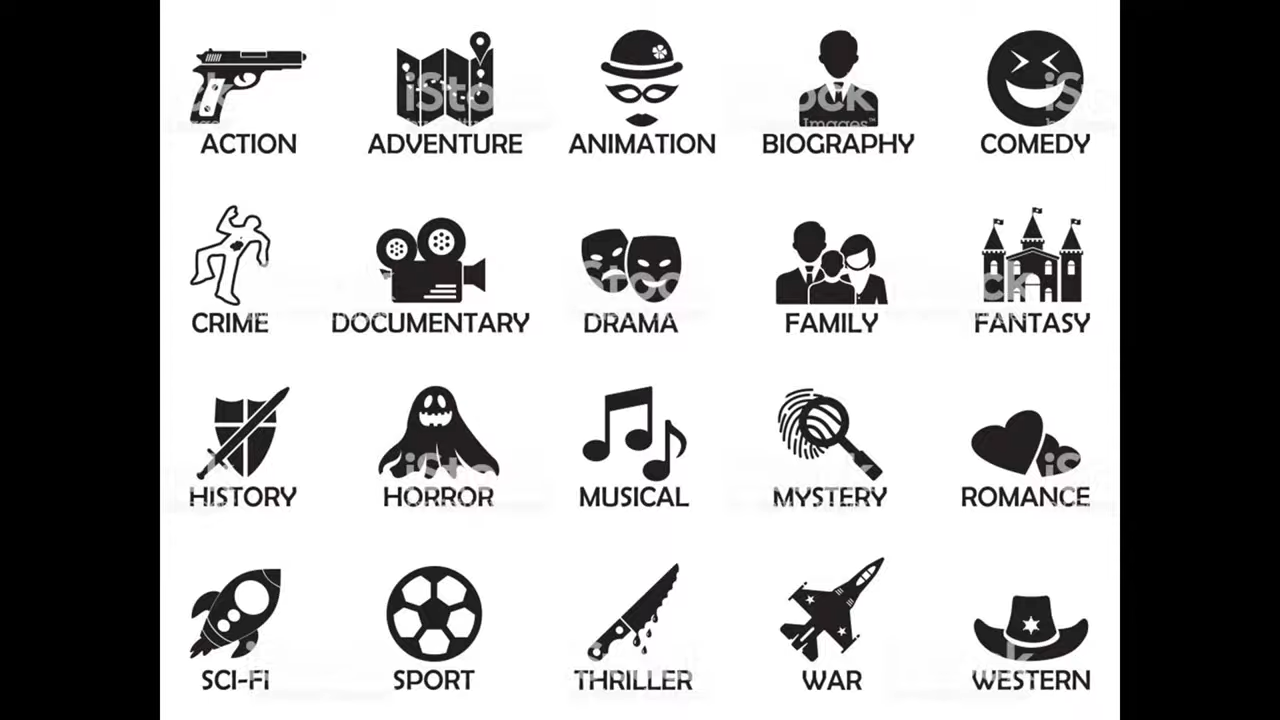 ACTION ADVENTURE ANIMATION BIOGRAPHY COMEDY
CRIME DOCUMENTARY DRAMA FAMILY FANTASY
HISTORY HORROR MUSICAL MYSTERY ROMANCE
SCI-FI SPORT THRILLER WAR WESTERN